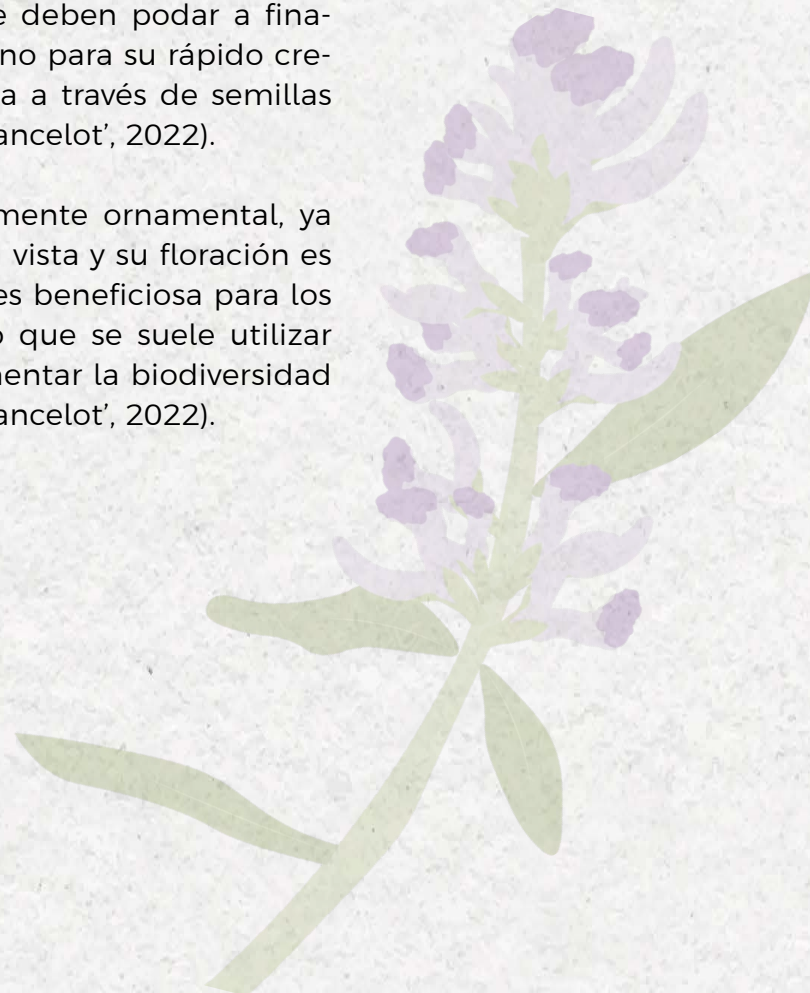 deben podar a fina-
no para su rápido cre-
a a través de semillas
ancelot’, 2022).
mente ornamental, ya
vista y su floración es
es beneficiosa para los
que se suele utilizar
entar la biodiversidad
ancelot’, 2022).